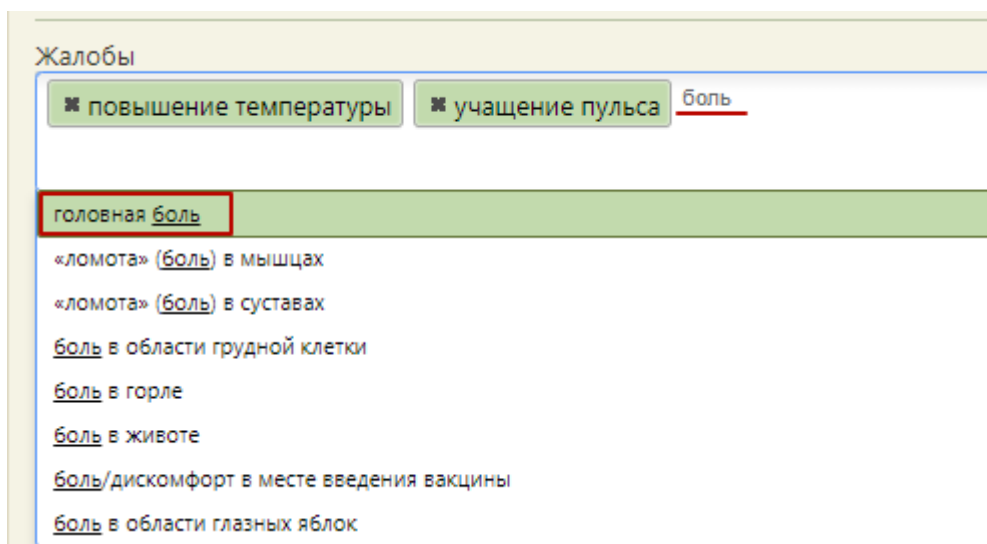 Жалобы
✖ повышение температуры ✖ учащение пульса боль
головная боль
«ломота» (боль) в мышцах
«ломота» (боль) в суставах
боль в области грудной клетки
боль в горле
боль в животе
боль/дискомфорт в месте введения вакцины
боль в области глазных яблок